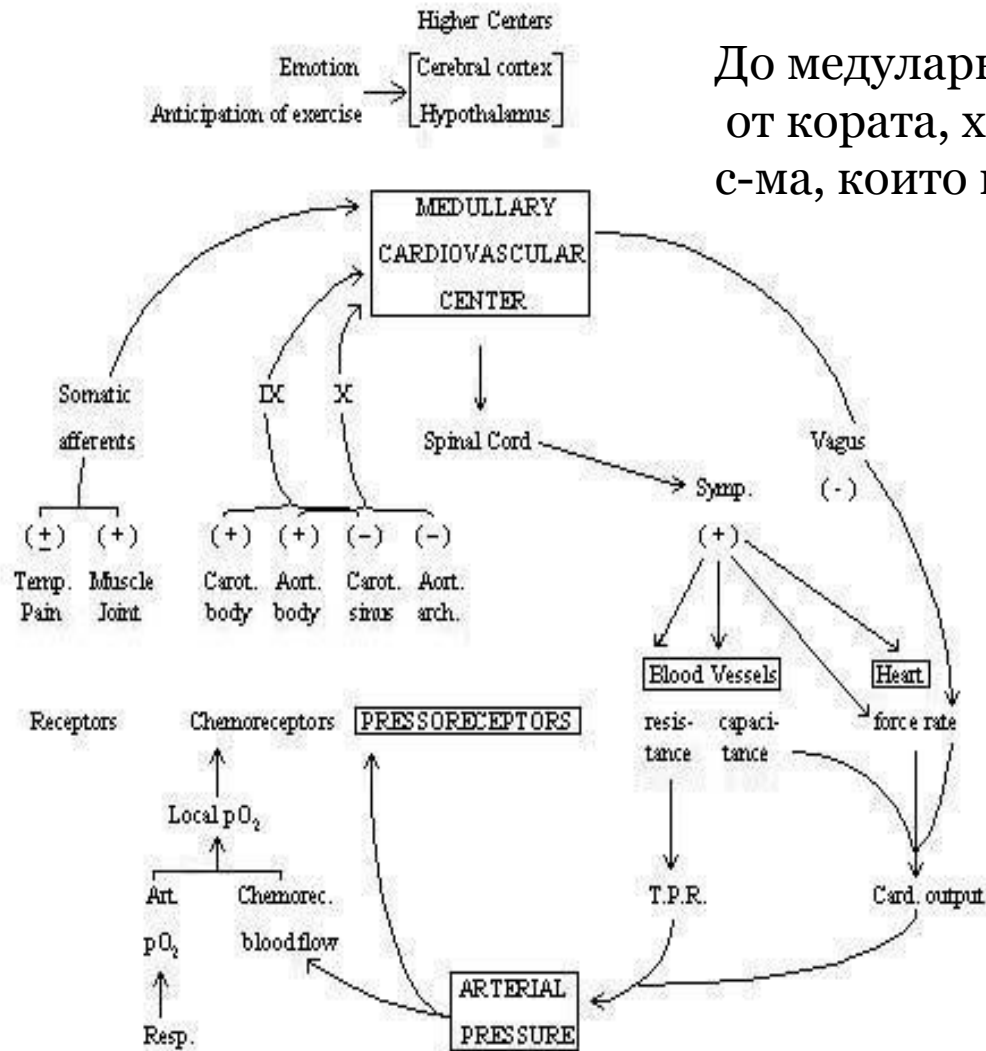 Higher Centers
Emotion
Anticipation of exercise
Cerebral cortex
Hypothalamus
До медулар
от кората, х
с-ма, които
MEDULLARY
CARDIOVASCULAR
CENTER
Somatic
afferents
IX
X
Spinal Cord
Vagus
(-)
Symp.
(+)
(±) (+) (+) (+) (-) (-)
Temp. Muscle Carot. Aort. Carot. Aort.
Pain Joint body body sinus arch.
Blood Vessels
Heart
Receptors Chemoreceptors PRESSORECEPTORS
resis- capaci- force rate
tance tance
Local pO₂
Art. Chemorec.
pO₂ bloodflow
T.P.R.
Card. output
Resp.
ARTERIAL
PRESSURE